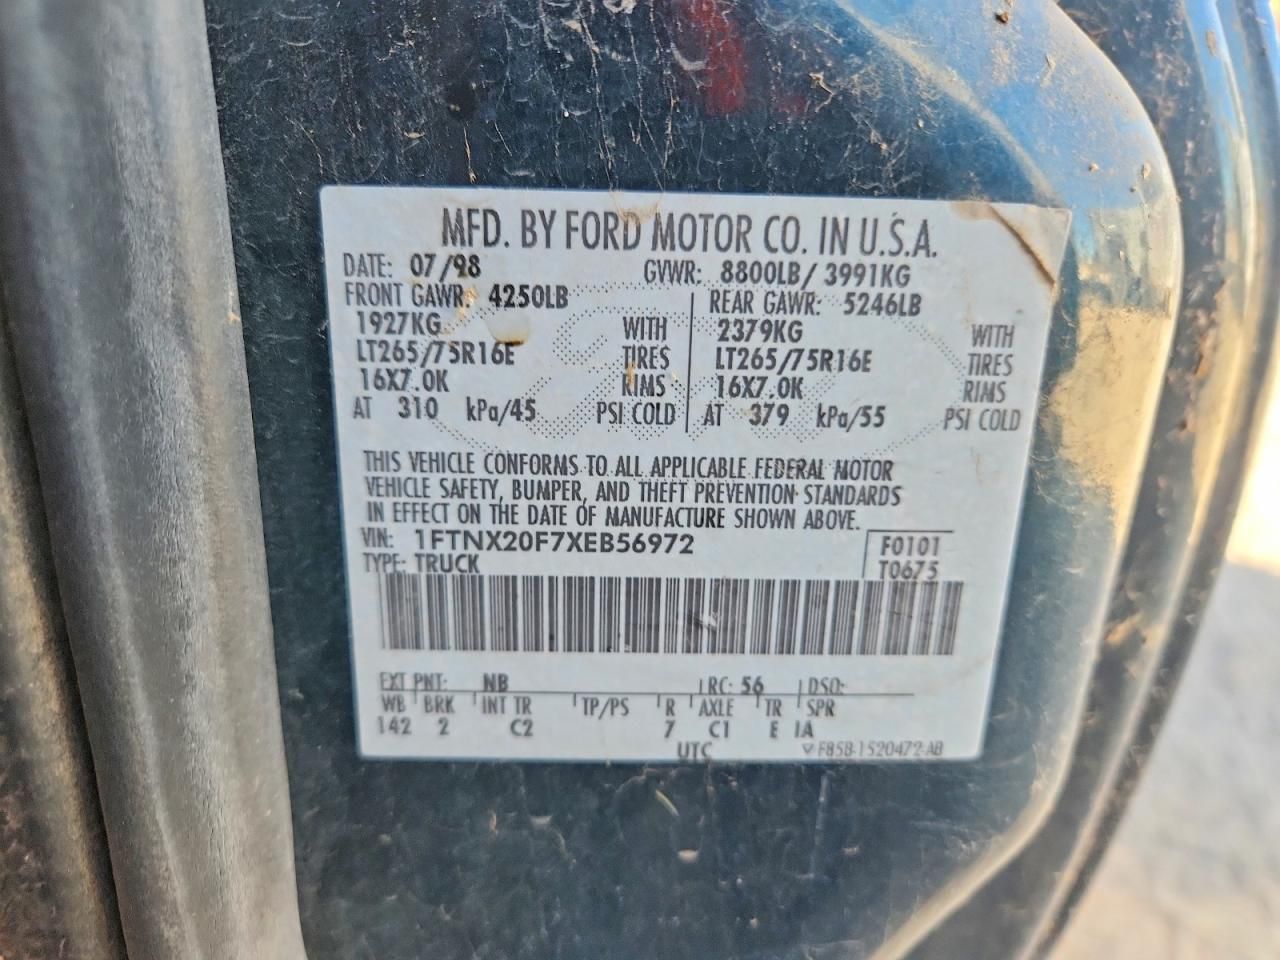 MFD. BY FORD MOTOR CO. IN U.S.A.
DATE: 07/98 GVWR: 8800LB/ 3991KG
FRONT GAWR: 4250LB REAR GAWR: 5246LB
1927KG WITH 2379KG WITH
LT265/75R16E TIRES LT265/75R16E TIRES
16X7.0K RIMS 16X7.0K RIMS
AT 310 kPa/45 PSI COLD AT 379 kPa/55 PSI COLD
THIS VEHICLE CONFORMS TO ALL APPLICABLE FEDERAL MOTOR
VEHICLE SAFETY, BUMPER, AND THEFT PREVENTION STANDARDS
IN EFFECT ON THE DATE OF MANUFACTURE SHOWN ABOVE.
VIN: 1FTNX20F7XEB56972 F0101
TYPE: TRUCK T0675
EXT PNT: NB RC: 56 DSO:
WB BRK INT TR TP/PS R AXLE TR SPR
142 2 C2 7 C1 E IA
UTC F85B-1520472-AB